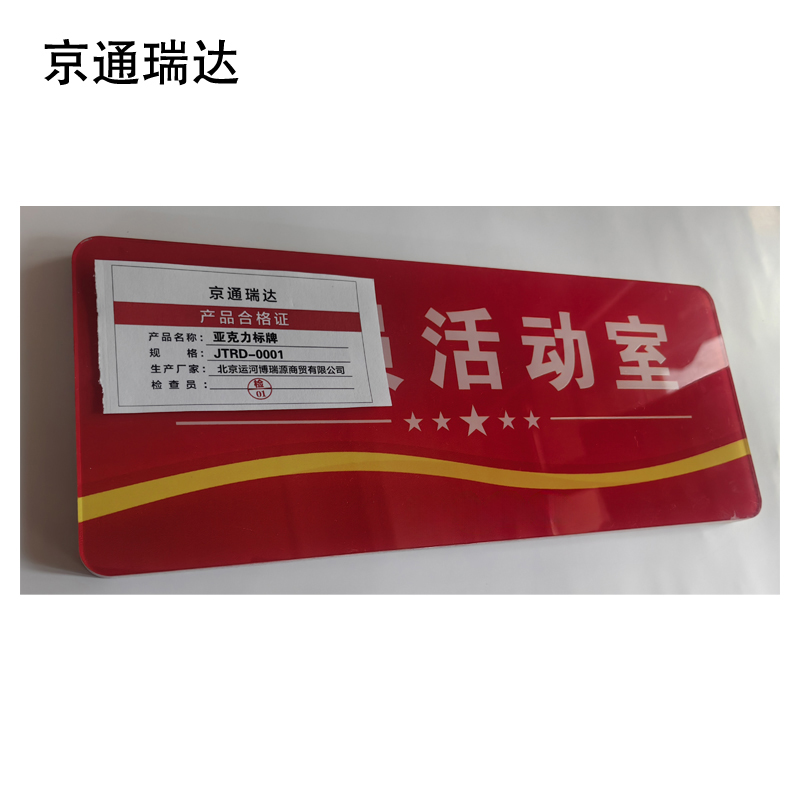 京通瑞达
京通瑞达
产品合格证
产品名称：亚克力标牌
规 格：JTRD-0001
生产厂家：北京运河博瑞源商贸有限公司
检查员：检 01
活动室